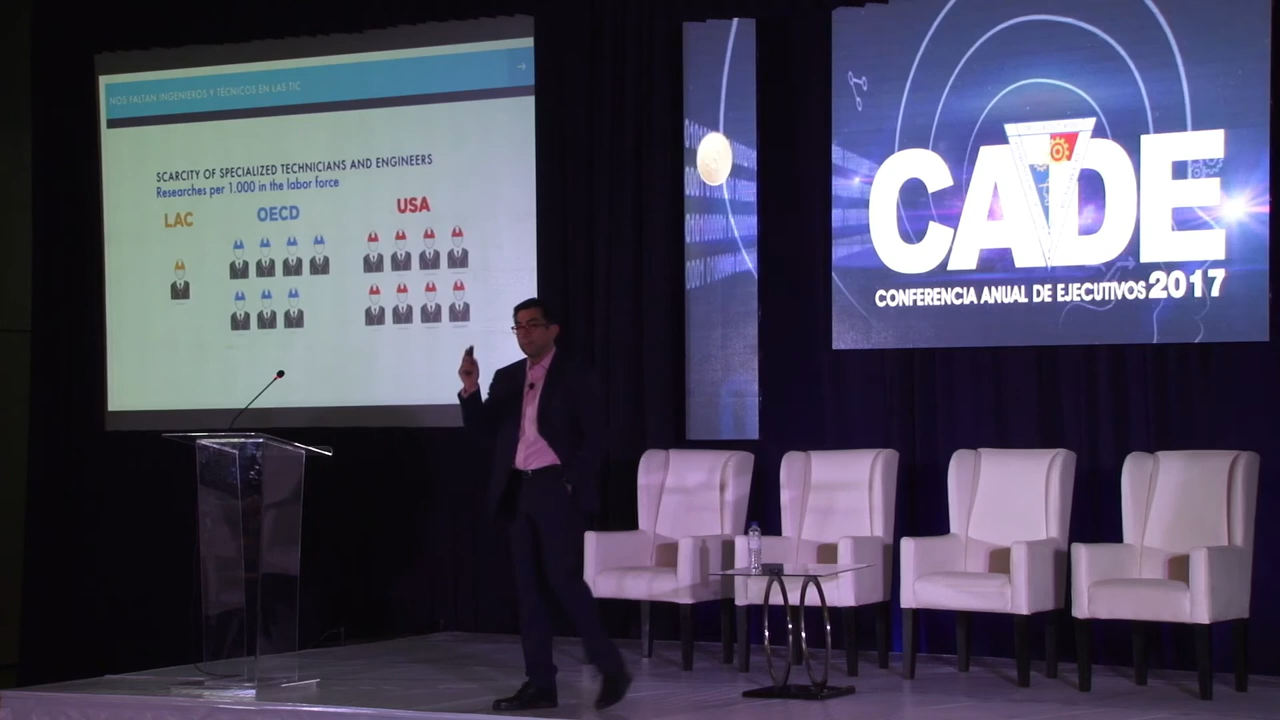 NOS FALTAN INGENIEROS Y TÉCNICOS EN LAS TIC
SCARCITY OF SPECIALIZED TECHNICIANS AND ENGINEERS
Researches per 1.000 in the labor force
LAC
OECD
USA
CADE
CONFERENCIA ANUAL DE EJECUTIVOS 2017